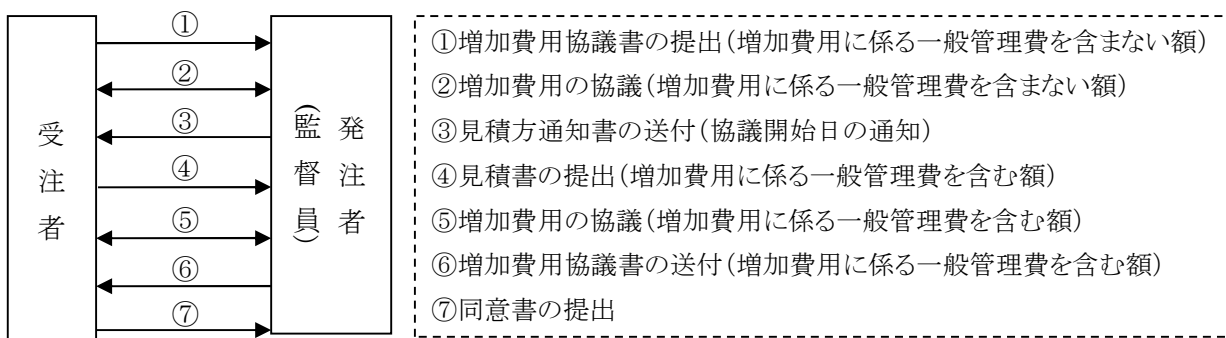 受注者
①
②
③
④
⑤
⑥
⑦
発注者
(監督員)
①増加費用協議書の提出(増加費用に係る一般管理費を含まない額)
②増加費用の協議(増加費用に係る一般管理費を含まない額)
③見積方通知書の送付(協議開始日の通知)
④見積書の提出(増加費用に係る一般管理費を含む額)
⑤増加費用の協議(増加費用に係る一般管理費を含む額)
⑥増加費用協議書の送付(増加費用に係る一般管理費を含む額)
⑦同意書の提出